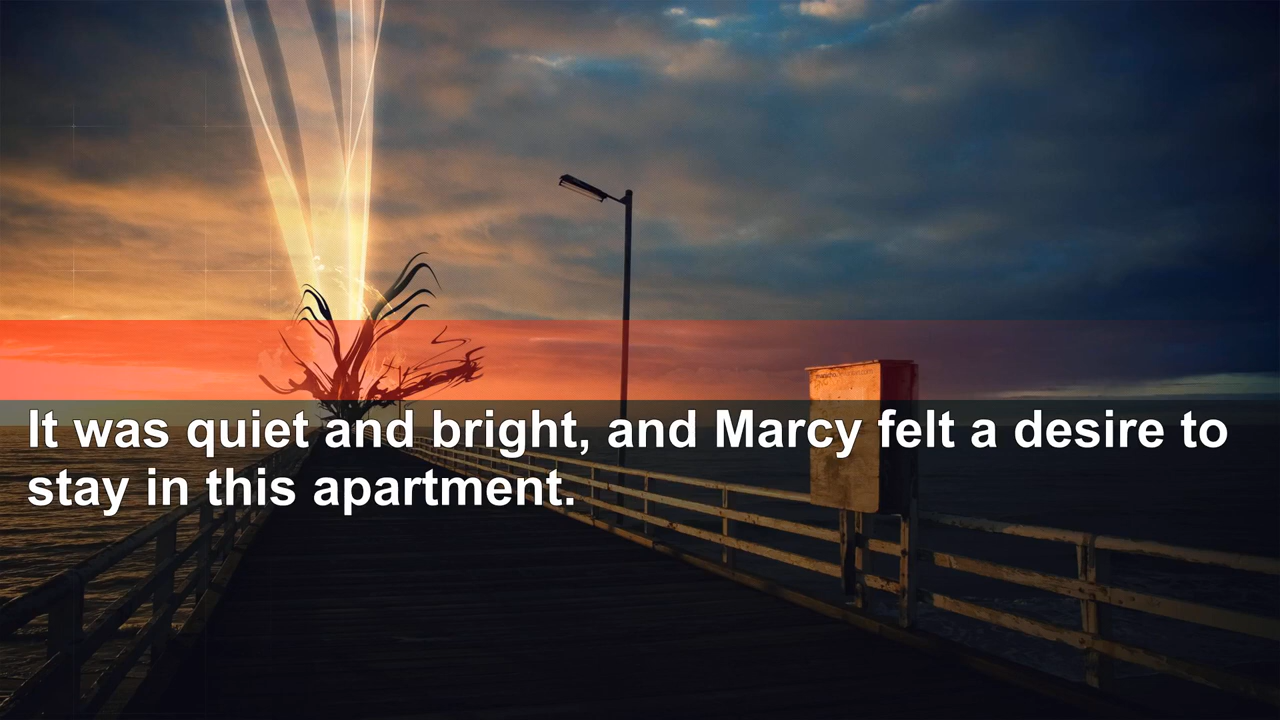 It was quiet and bright, and Marcy felt a desire to
stay in this apartment.